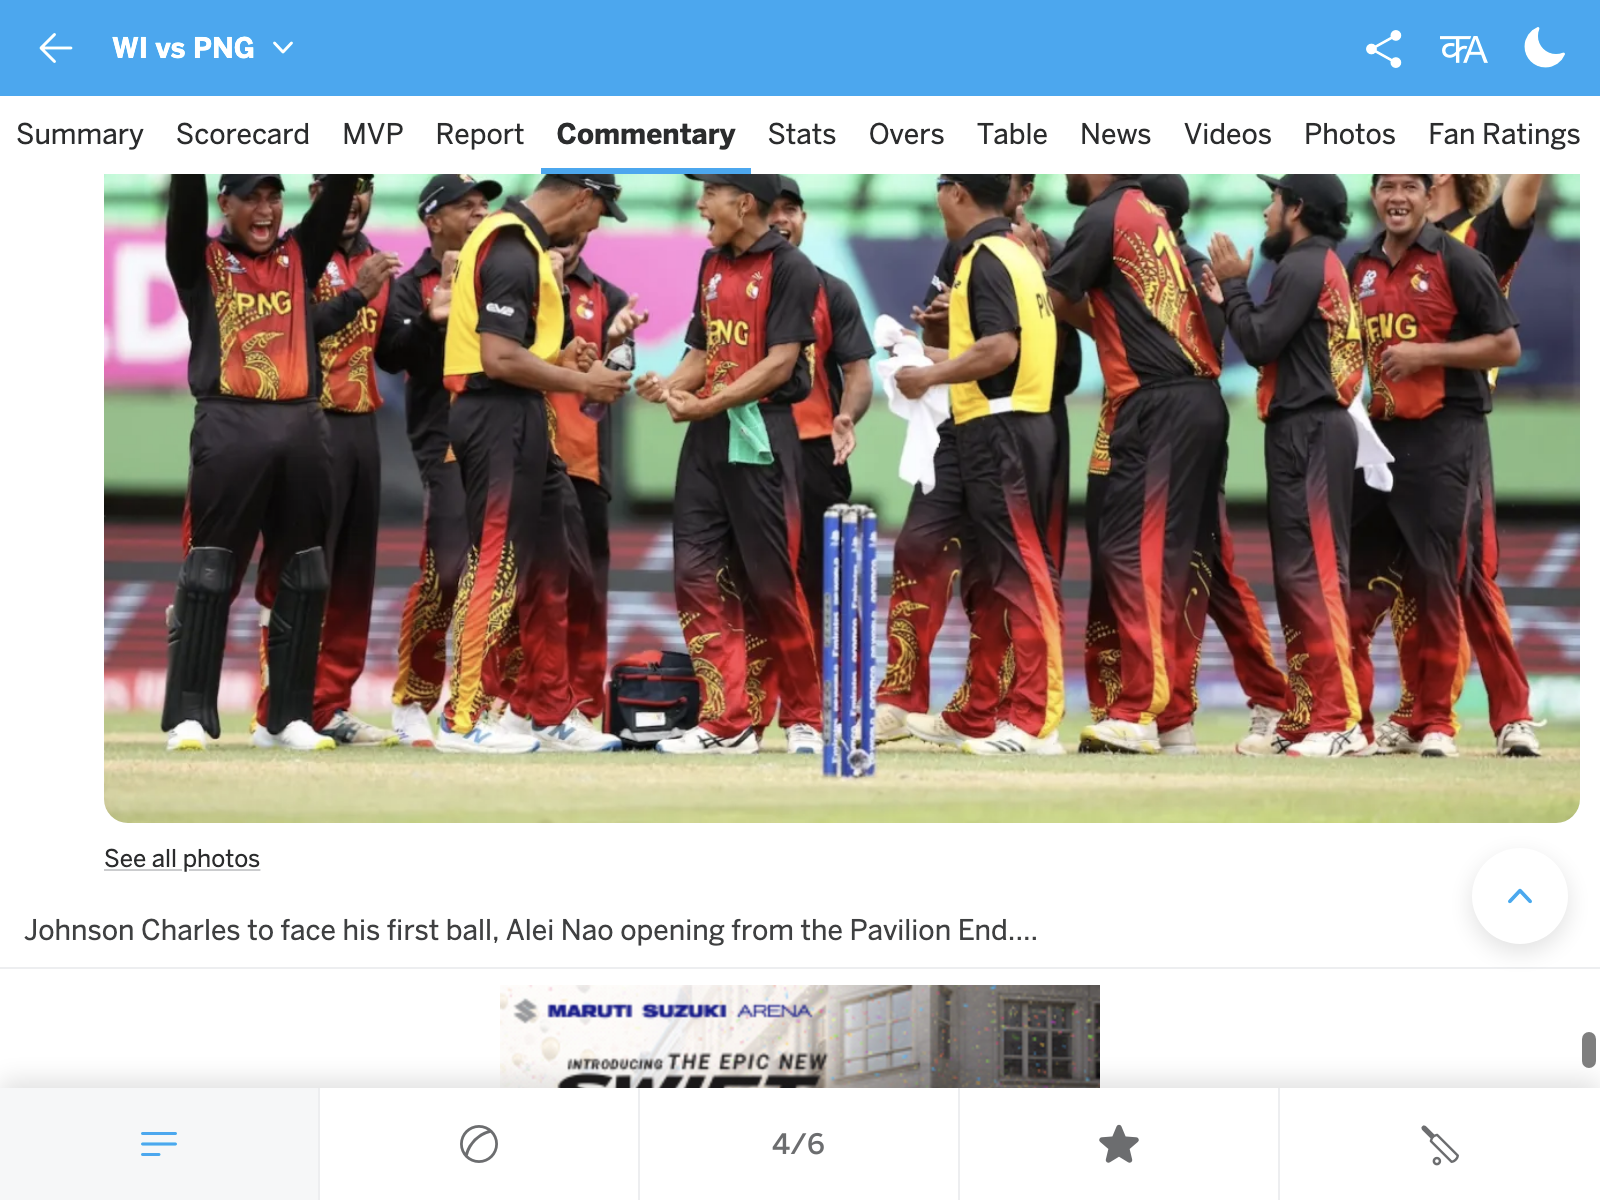 WI vs PNG
Summary Scorecard MVP Report Commentary Stats Overs Table News Videos Photos Fan Ratings
PNG
PNG
PNG
See all photos
Johnson Charles to face his first ball, Alei Nao opening from the Pavilion End....
MARUTI SUZUKI ARENA
INTRODUCING THE EPIC NEW
SWIFT
4/6